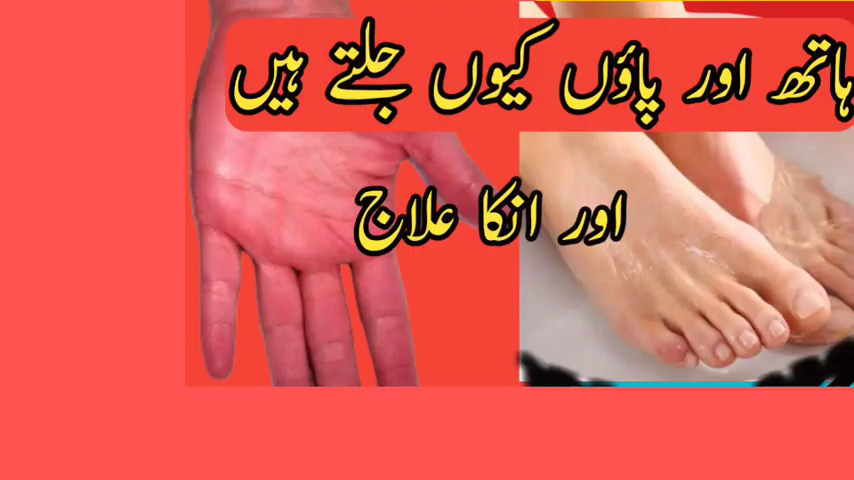 ہاتھ اور پاؤں کیوں جلتے ہیں
اور انکا علاج